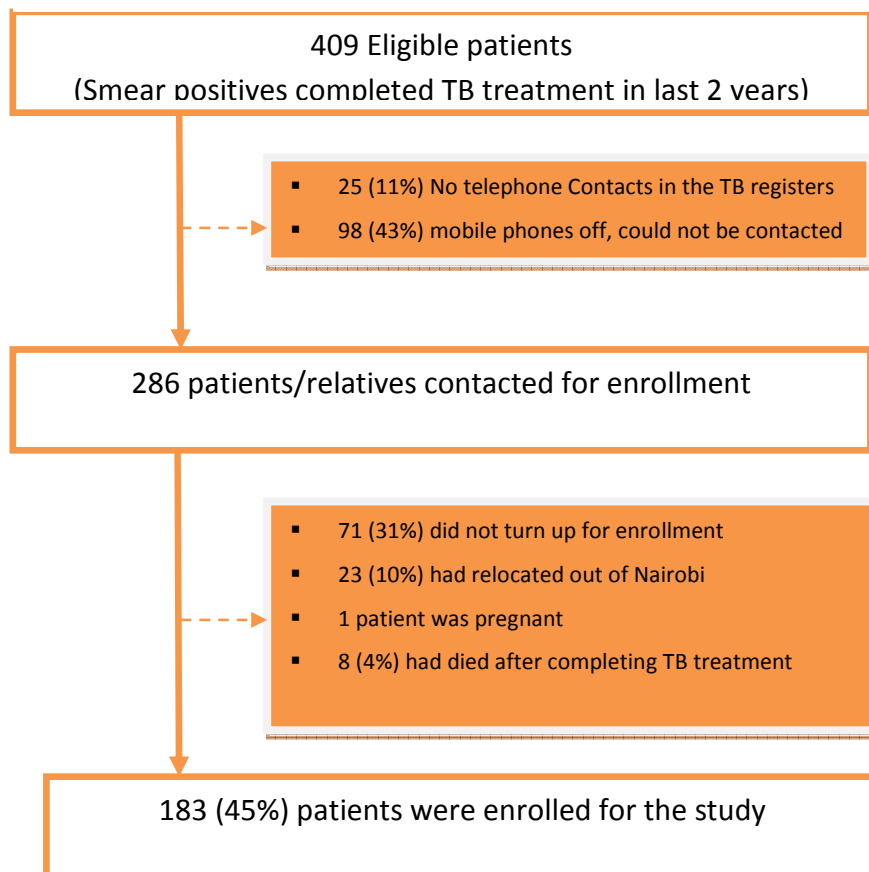 409 Eligible patients
(Smear positives completed TB treatment in last 2 years)
▪ 25 (11%) No telephone Contacts in the TB registers
▪ 98 (43%) mobile phones off, could not be contacted
286 patients/relatives contacted for enrollment
▪ 71 (31%) did not turn up for enrollment
▪ 23 (10%) had relocated out of Nairobi
▪ 1 patient was pregnant
▪ 8 (4%) had died after completing TB treatment
183 (45%) patients were enrolled for the study